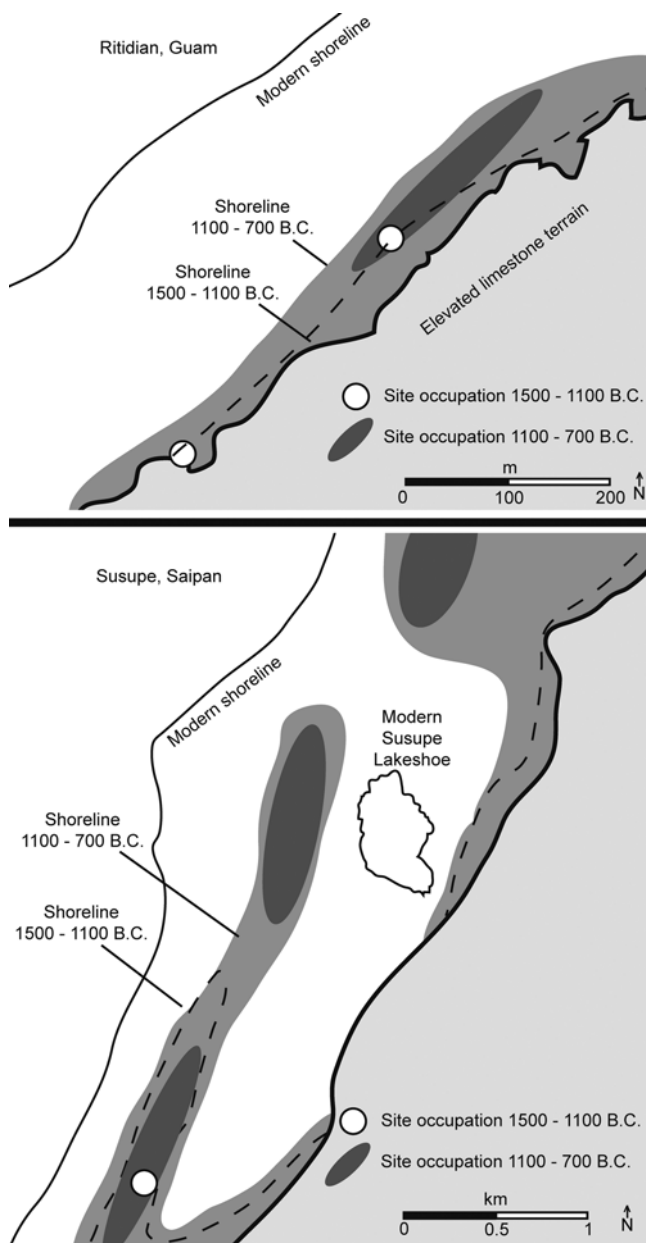 Ritidian, Guam
Modern shoreline
Shoreline
1100 - 700 B.C.
Shoreline
1500 - 1100 B.C.
Elevated limestone terrain
Site occupation 1500 - 1100 B.C.
Site occupation 1100 - 700 B.C.
m
0 100 200
N
Susupe, Saipan
Modern shoreline
Modern
Susupe
Lakeshoe
Shoreline
1100 - 700 B.C.
Shoreline
1500 - 1100 B.C.
Site occupation 1500 - 1100 B.C.
Site occupation 1100 - 700 B.C.
km
0 0.5 1
N